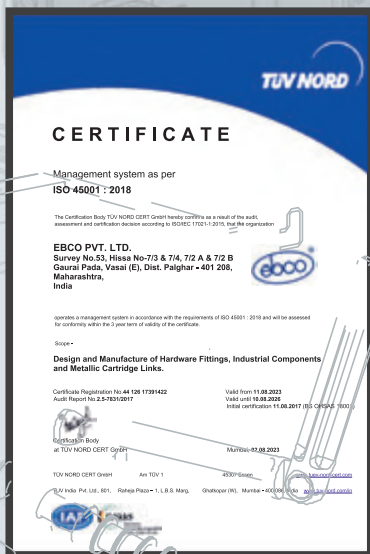 TUV NORD
CERTIFICATE
Management system as per
ISO 45001 : 2018
The Certification Body TÜV NORD CERT GmbH hereby confirms as a result of the audit,
assessment and certification decision according to ISO/IEC 17021-1:2015, that the organization
EBCO PVT. LTD.
Survey No.53, Hissa No-7/3 & 7/4, 7/2 A & 7/2 B
Gaurai Pada, Vasai (E), Dist. Palghar - 401 208,
Maharashtra,
India
ebco
operates a management system in accordance with the requirements of ISO 45001 : 2018 and will be assessed
for conformity within the 3 year term of validity of the certificate.
Scope -
Design and Manufacture of Hardware Fittings, Industrial Components
and Metallic Cartridge Links.
Certificate Registration No.44 126 17391422 Valid from 11.08.2023
Audit Report No.2.5-7831/2017 Valid until 10.08.2026
Initial certification 11.08.2017 (BS OHSAS 1800
Certification Body
at TÜV NORD CERT GmbH Mumbai, 02.08.2023
TÜV NORD CERT GmbH Am TÜV 1 45307 Essen www.tuev-nord-cert.com
TUV India Pvt. Ltd., 801, Raheja Plaza - 1, L.B.S. Marg, Ghatkopar (W), Mumbai - 400 086, India
IAF